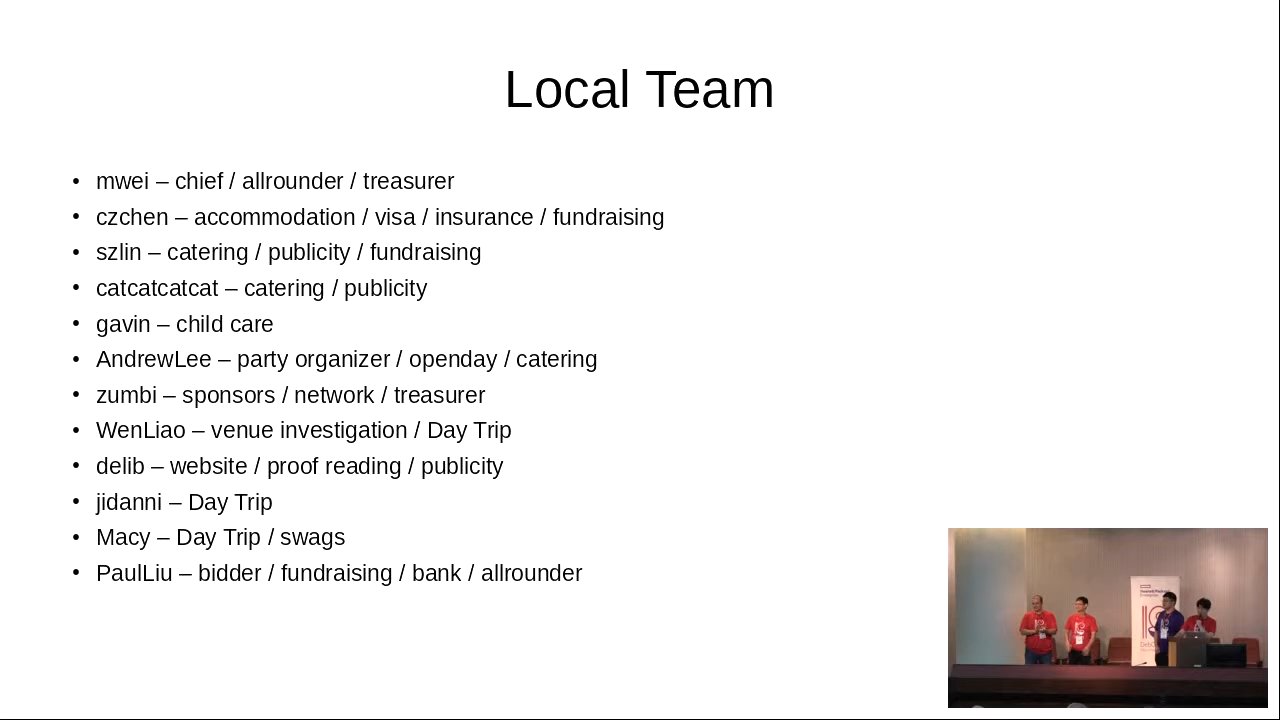 Local Team
• mwei – chief / allrounder / treasurer
• czchen – accommodation / visa / insurance / fundraising
• szlin – catering / publicity / fundraising
• catcatcatcat – catering / publicity
• gavin – child care
• AndrewLee – party organizer / openday / catering
• zumbi – sponsors / network / treasurer
• WenLiao – venue investigation / Day Trip
• delib – website / proof reading / publicity
• jidanni – Day Trip
• Macy – Day Trip / swags
• PaulLiu – bidder / fundraising / bank / allrounder